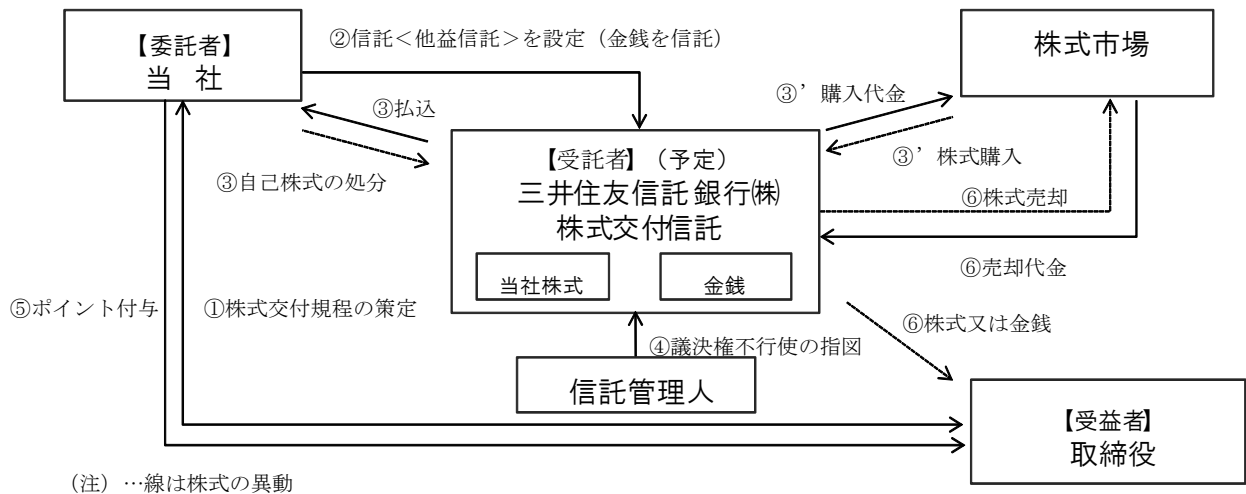 【委託者】
当 社
②信託＜他益信託＞を設定（金銭を信託）
株式市場
③払込
③’購入代金
③自己株式の処分
【受託者】（予定）
三井住友信託銀行㈱
株式交付信託
③’株式購入
⑥株式売却
当社株式
金銭
⑥売却代金
⑤ポイント付与
①株式交付規程の策定
⑥株式又は金銭
④議決権不行使の指図
信託管理人
【受益者】
取締役
（注）…線は株式の異動